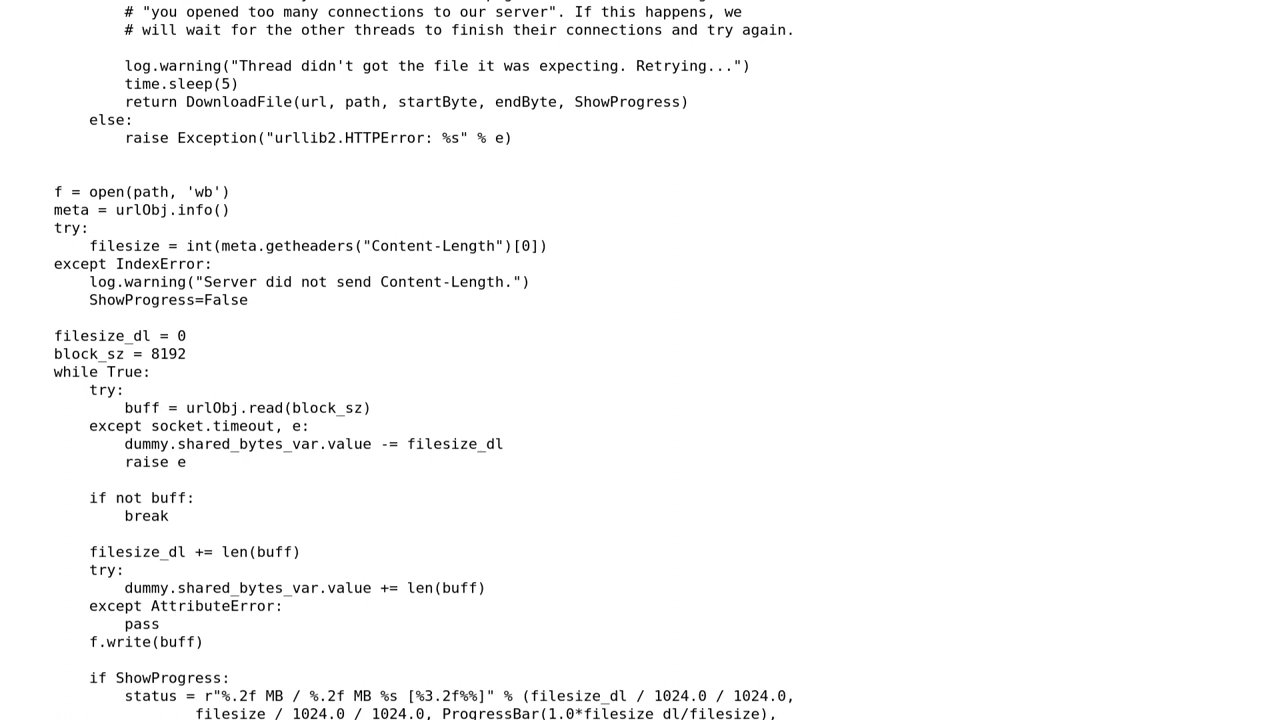 # "you opened too many connections to our server". If this happens, we
# will wait for the other threads to finish their connections and try again.
log.warning("Thread didn't got the file it was expecting. Retrying...")
time.sleep(5)
return DownloadFile(url, path, startByte, endByte, ShowProgress)
else:
raise Exception("urllib2.HTTPError: %s" % e)
f = open(path, 'wb')
meta = urlObj.info()
try:
filesize = int(meta.getheaders("Content-Length")[0])
except IndexError:
log.warning("Server did not send Content-Length.")
ShowProgress=False
filesize_dl = 0
block_sz = 8192
while True:
try:
buff = urlObj.read(block_sz)
except socket.timeout, e:
dummy.shared_bytes_var.value -= filesize_dl
raise e
if not buff:
break
filesize_dl += len(buff)
try:
dummy.shared_bytes_var.value += len(buff)
except AttributeError:
pass
f.write(buff)
if ShowProgress:
status = r"%.2f MB / %.2f MB %s [%3.2f%%]" % (filesize_dl / 1024.0 / 1024.0,
filesize / 1024.0 / 1024.0, ProgressBar(1.0*filesize_dl/filesize),